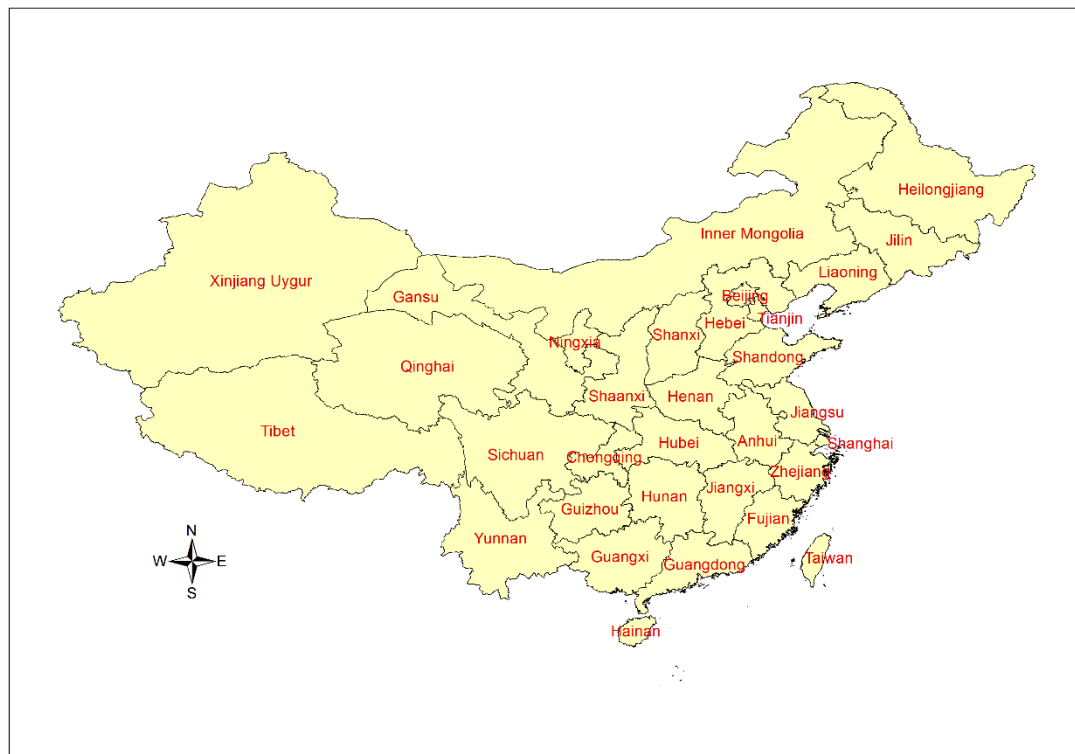 Heilongjiang
Inner Mongolia
Jilin
Liaoning
Xinjiang Uygur
Gansu
Beijing
Tianjin
Hebei
Shanxi
Ningxia
Shandong
Qinghai
Shaanxi
Henan
Jiangsu
Tibet
Hubei
Anhui
Shanghai
Sichuan
Chongqing
Zhejiang
Hunan
Jiangxi
Guizhou
Fujian
Yunnan
Guangxi
Guangdong
Taiwan
Hainan
N
W E
S